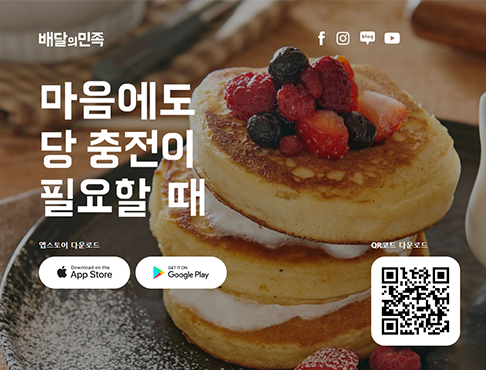 배달의민족
blog
마음에도
당 충전이
필요할 때
앱스토어 다운로드
QR코드 다운로드
Download on the
App Store
GET IT ON
Google Play